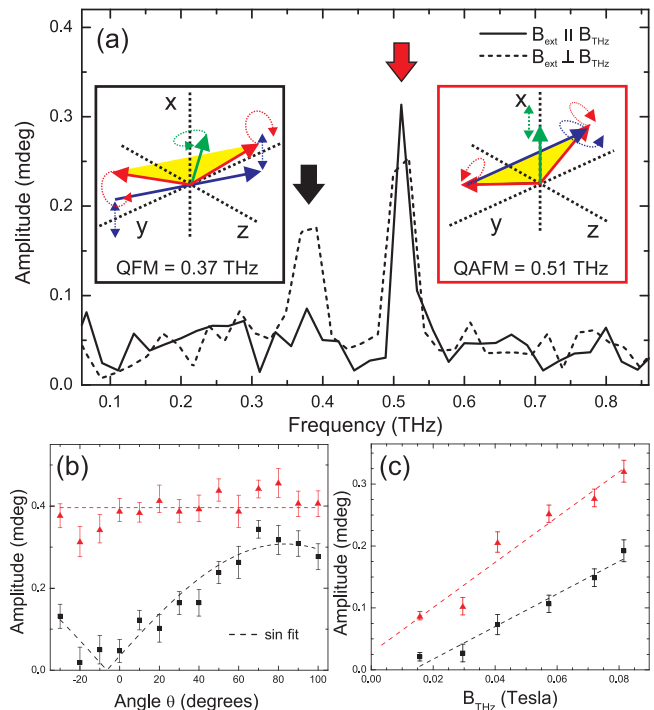 (a)
B_ext || B_THz
B_ext ⊥ B_THz
Amplitude (mdeg)
0.4
0.3
0.2
0.1
0.0
x
y
z
QFM = 0.37 THz
x
y
z
QAFM = 0.51 THz
0.1 0.2 0.3 0.4 0.5 0.6 0.7 0.8
Frequency (THz)
(b)
Amplitude (mdeg)
0.4
0.2
0.0
sin fit
-20 0 20 40 60 80 100
Angle θ (degrees)
(c)
Amplitude (mdeg)
0.3
0.2
0.1
0.0
0.00 0.02 0.04 0.06 0.08
B_THz (Tesla)